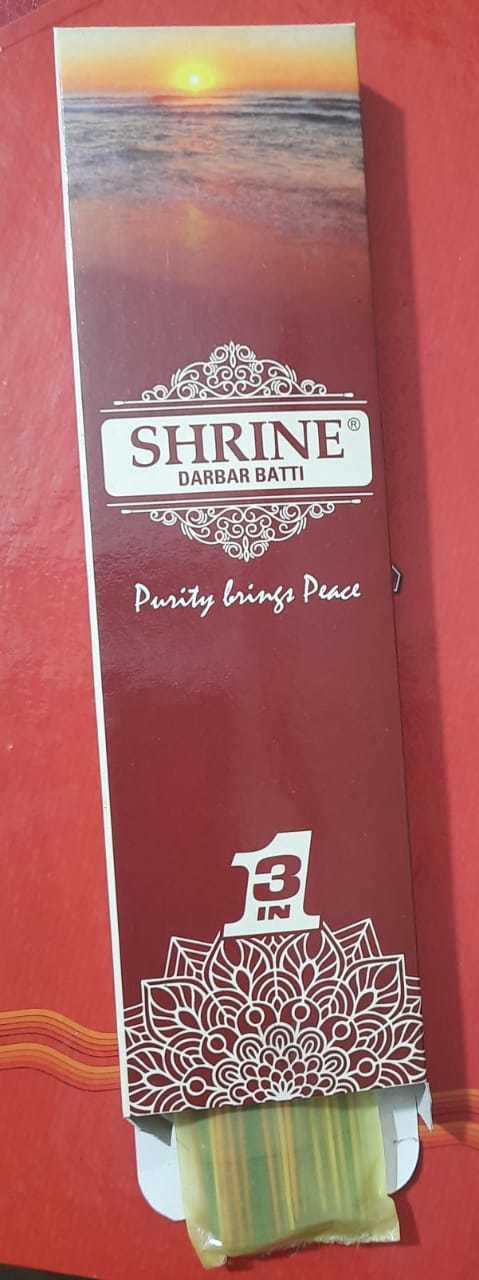 SHRINE®
DARBAR BATTI
Purity brings Peace
3
IN
1